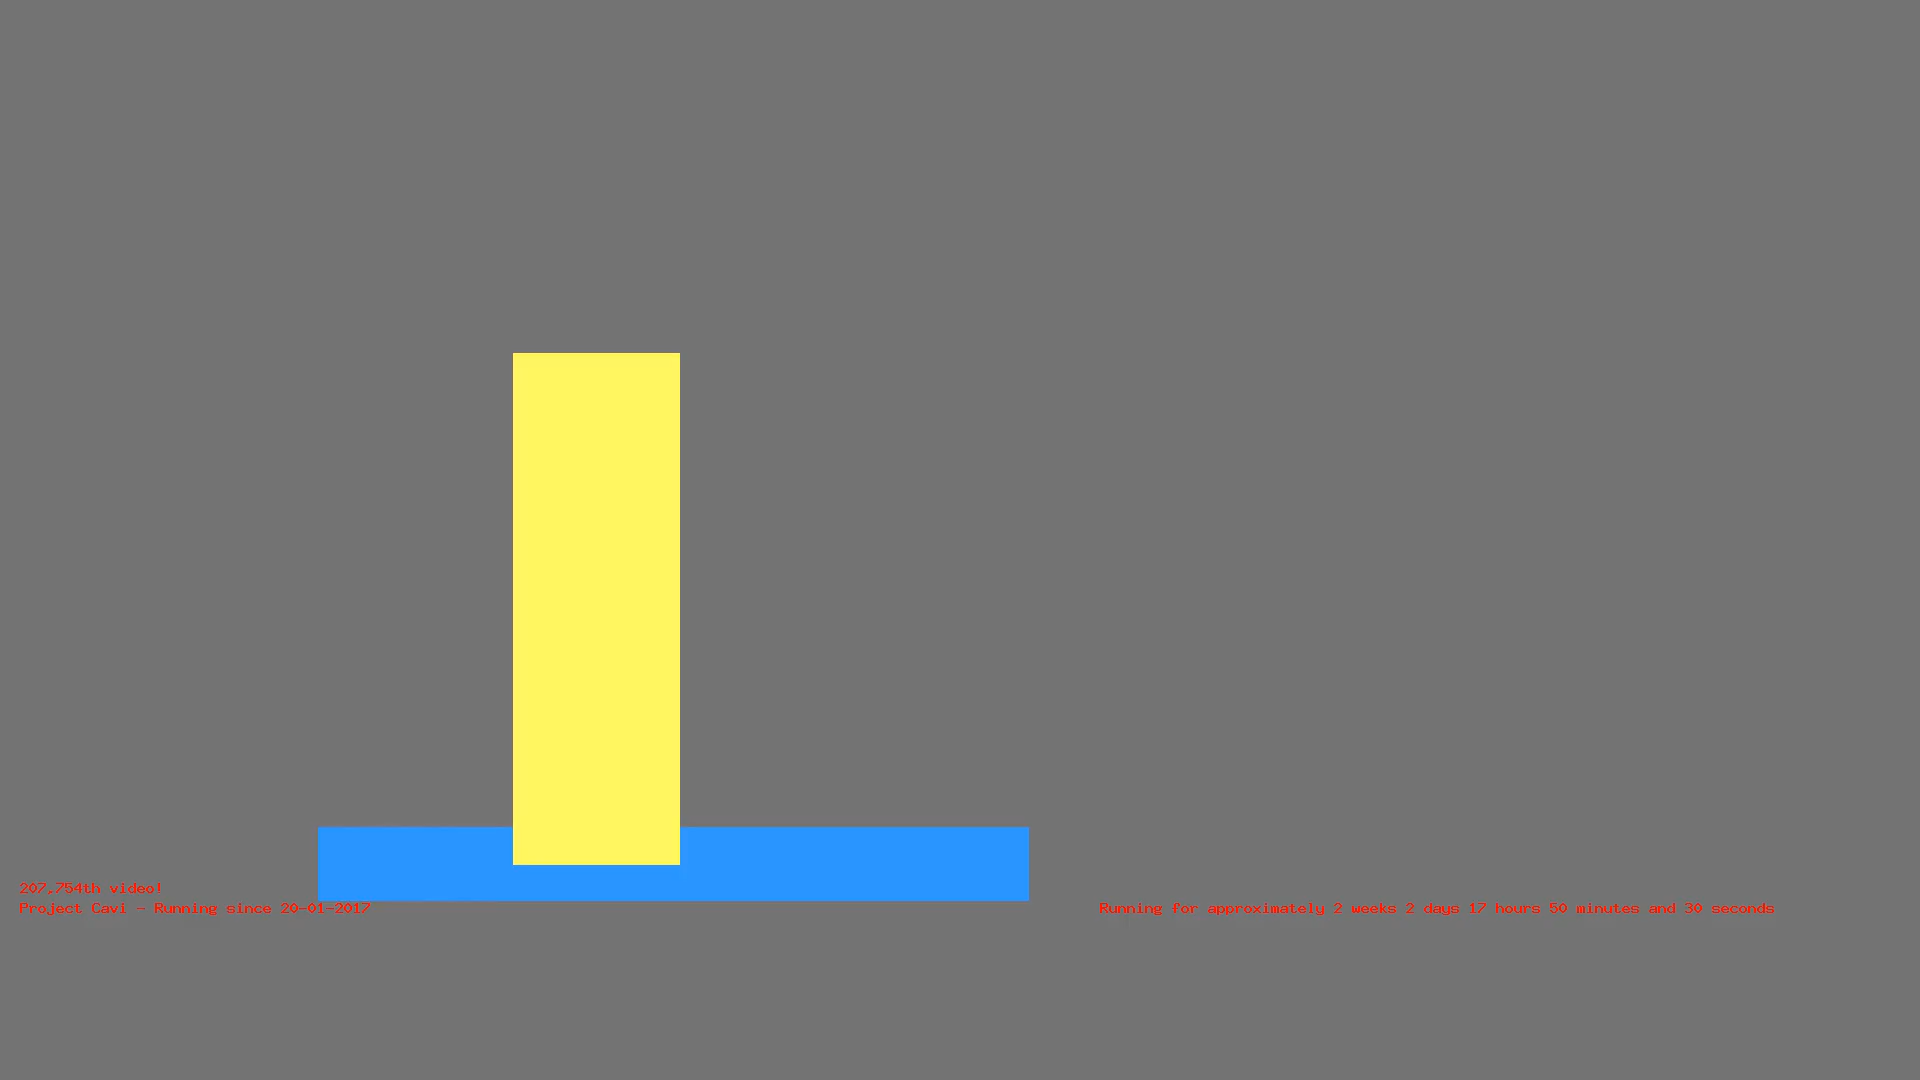 207,754th video!
Project Cavi - Running since 20-01-2017
Running for approximately 2 weeks 2 days 17 hours 50 minutes and 30 seconds